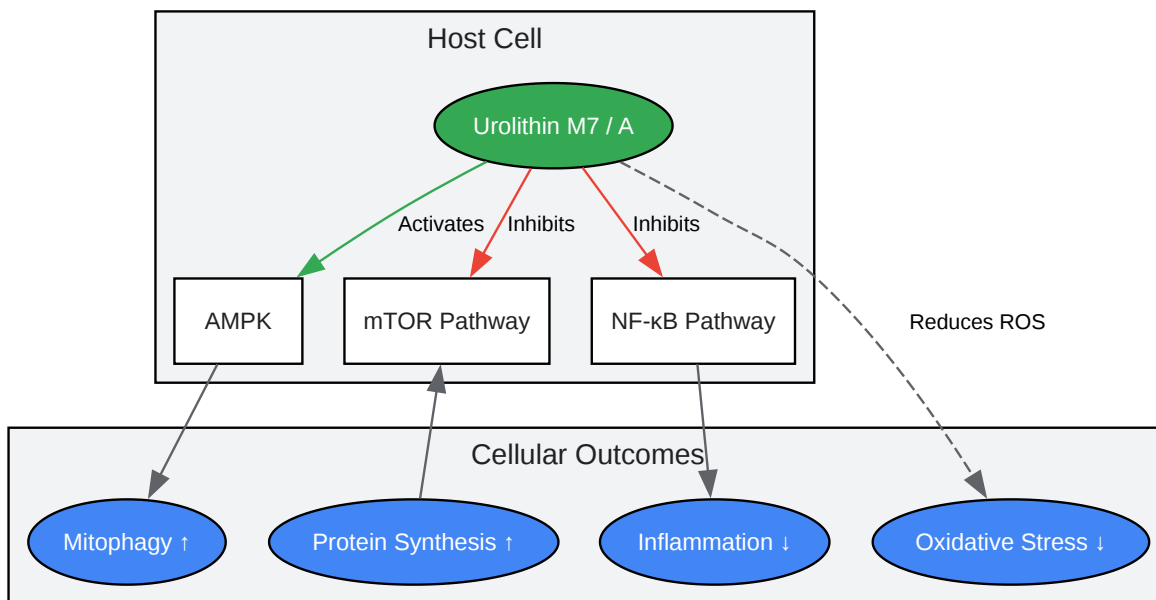 Host Cell
Urolithin M7 / A
Activates
Inhibits
Inhibits
AMPK
mTOR Pathway
NF-κB Pathway
Reduces ROS
Cellular Outcomes
Mitophagy ↑
Protein Synthesis ↑
Inflammation ↓
Oxidative Stress ↓